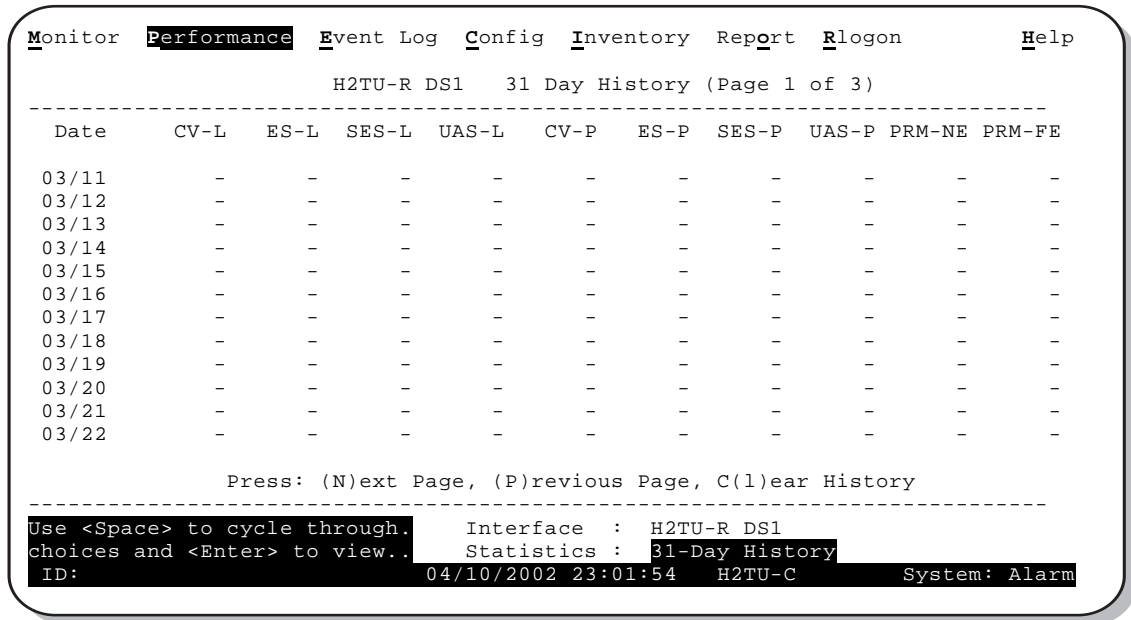 Monitor Performance Event Log Config Inventory Report Rlogon Help
H2TU-R DS1 31 Day History (Page 1 of 3)
--------------------------------------------------------------------------------
Date CV-L ES-L SES-L UAS-L CV-P ES-P SES-P UAS-P PRM-NE PRM-FE
03/11 - - - - - - - - - -
03/12 - - - - - - - - - -
03/13 - - - - - - - - - -
03/14 - - - - - - - - - -
03/15 - - - - - - - - - -
03/16 - - - - - - - - - -
03/17 - - - - - - - - - -
03/18 - - - - - - - - - -
03/19 - - - - - - - - - -
03/20 - - - - - - - - - -
03/21 - - - - - - - - - -
03/22 - - - - - - - - - -
Press: (N)ext Page, (P)revious Page, C(l)ear History
--------------------------------------------------------------------------------
Use <Space> to cycle through. Interface : H2TU-R DS1
choices and <Enter> to view.. Statistics : 31-Day History
ID: 04/10/2002 23:01:54 H2TU-C System: Alarm